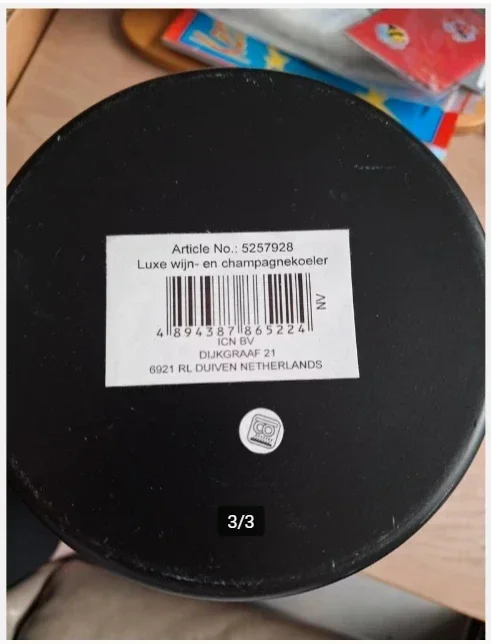 Article No.: 5257928
Luxe wijn- en champagnekoeler
NV
4 894387 865224
ICN BV
DIJKGRAAF 21
6921 RL DUIVEN NETHERLANDS
3/3